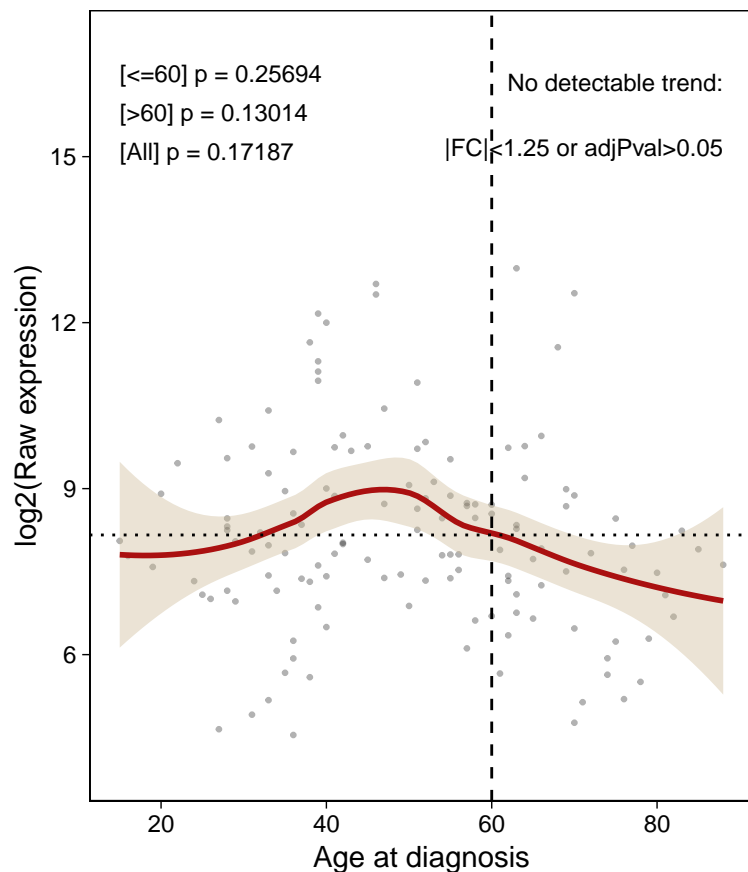 [<=60] p = 0.25694
[>60] p = 0.13014
[All] p = 0.17187
No detectable trend:
|FC|<1.25 or adjPval>0.05
15
12
9
6
log2(Raw expression)
20
40
60
80
Age at diagnosis